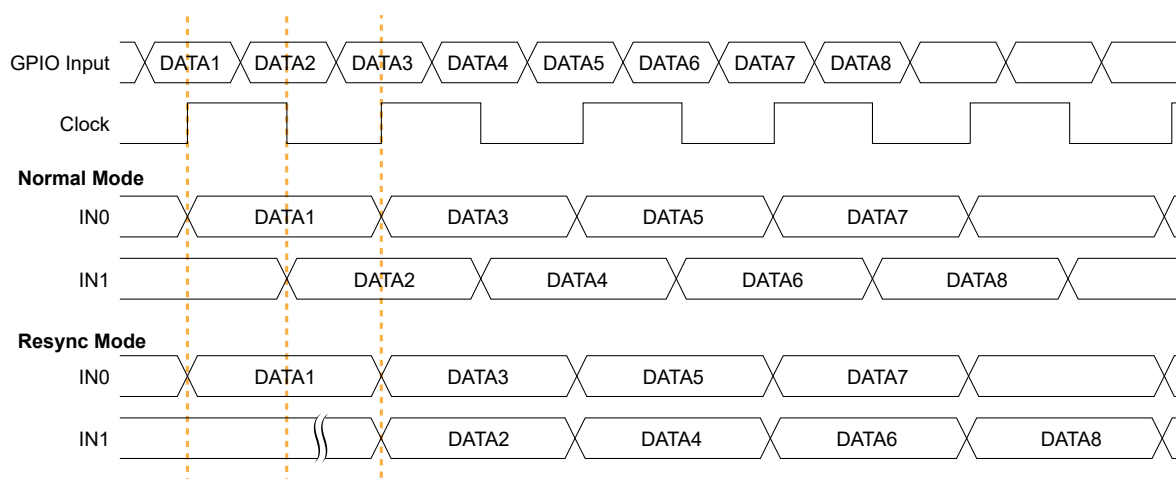 GPIO Input DATA1 DATA2 DATA3 DATA4 DATA5 DATA6 DATA7 DATA8
Clock
Normal Mode
IN0 DATA1 DATA3 DATA5 DATA7
IN1 DATA2 DATA4 DATA6 DATA8
Resync Mode
IN0 DATA1 DATA3 DATA5 DATA7
IN1 DATA2 DATA4 DATA6 DATA8